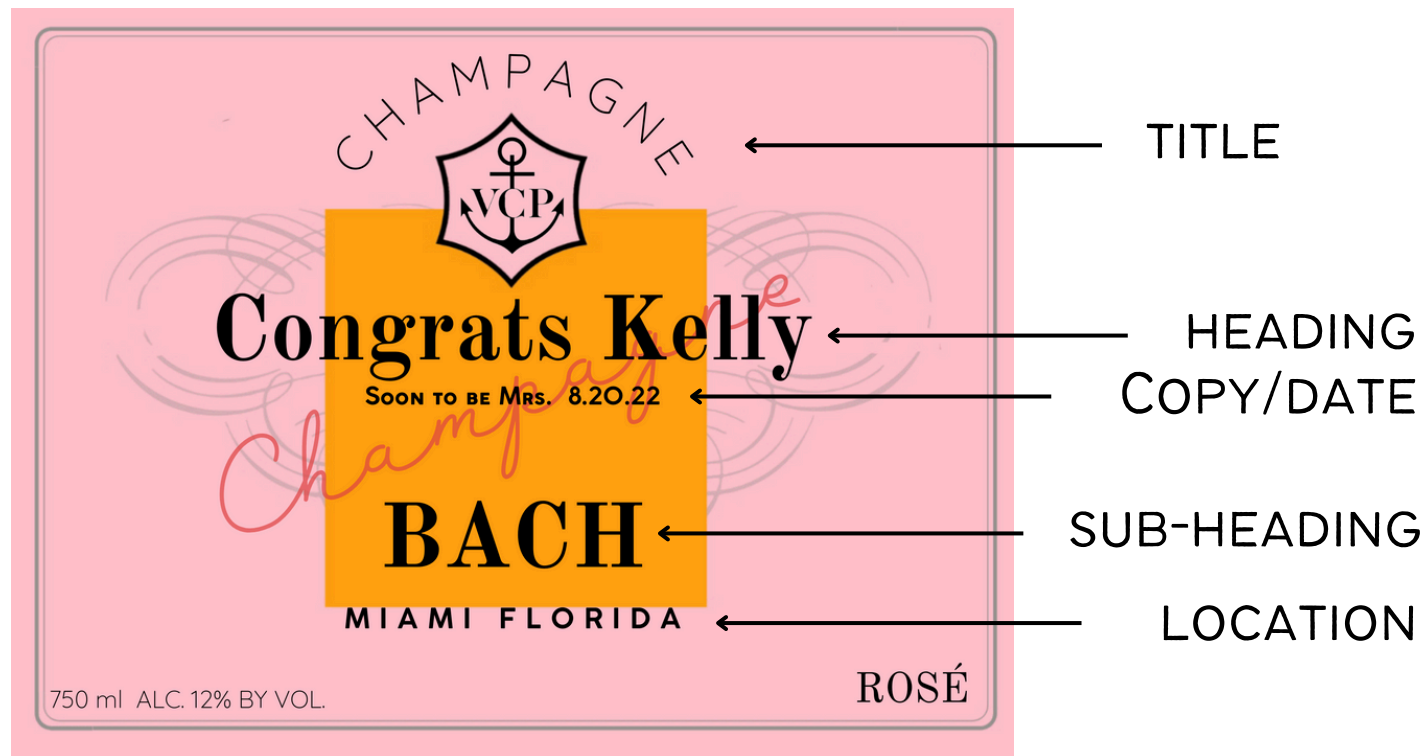 CHAMPAGNE
TITLE
VCP
Congrats Kelly
HEADING
Soon to be Mrs. 8.20.22
COPY/DATE
Champagne
BACH
SUB-HEADING
MIAMI FLORIDA
LOCATION
750 ml ALC. 12% BY VOL.
ROSÉ